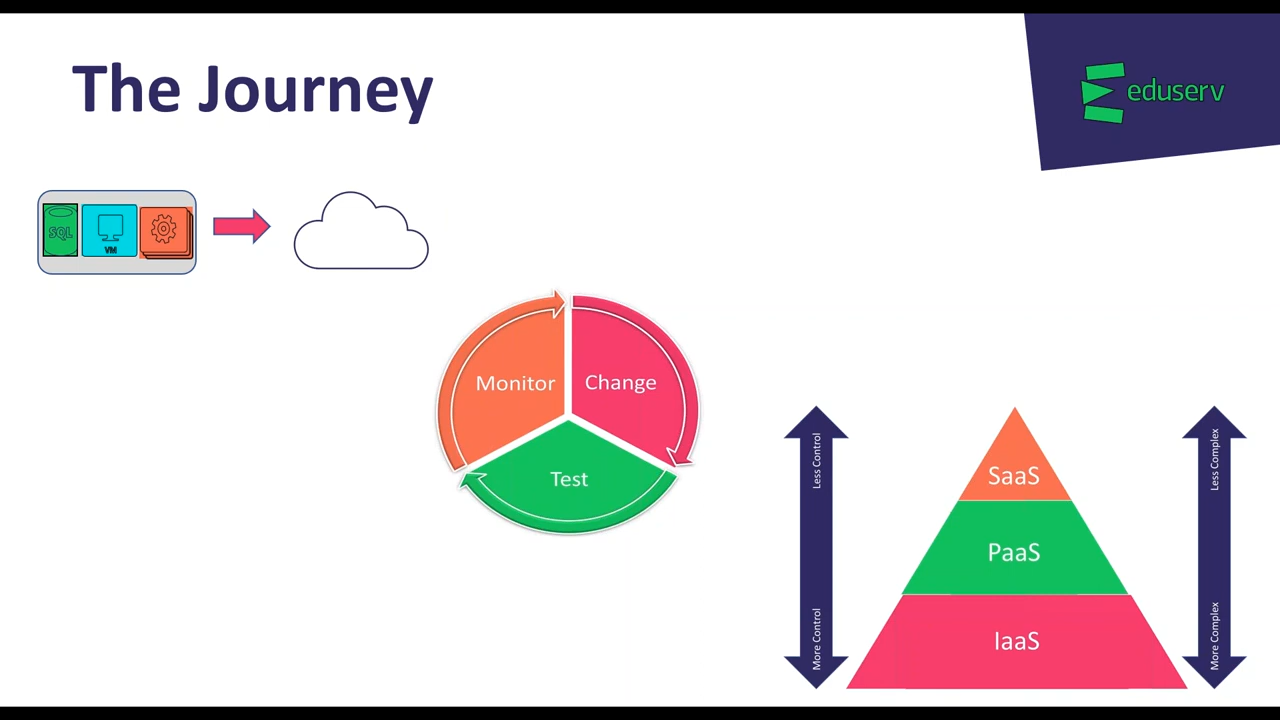 The Journey
eduserv
SQL
VM
Monitor
Change
Test
Less Control
More Control
SaaS
PaaS
IaaS
Less Complex
More Complex